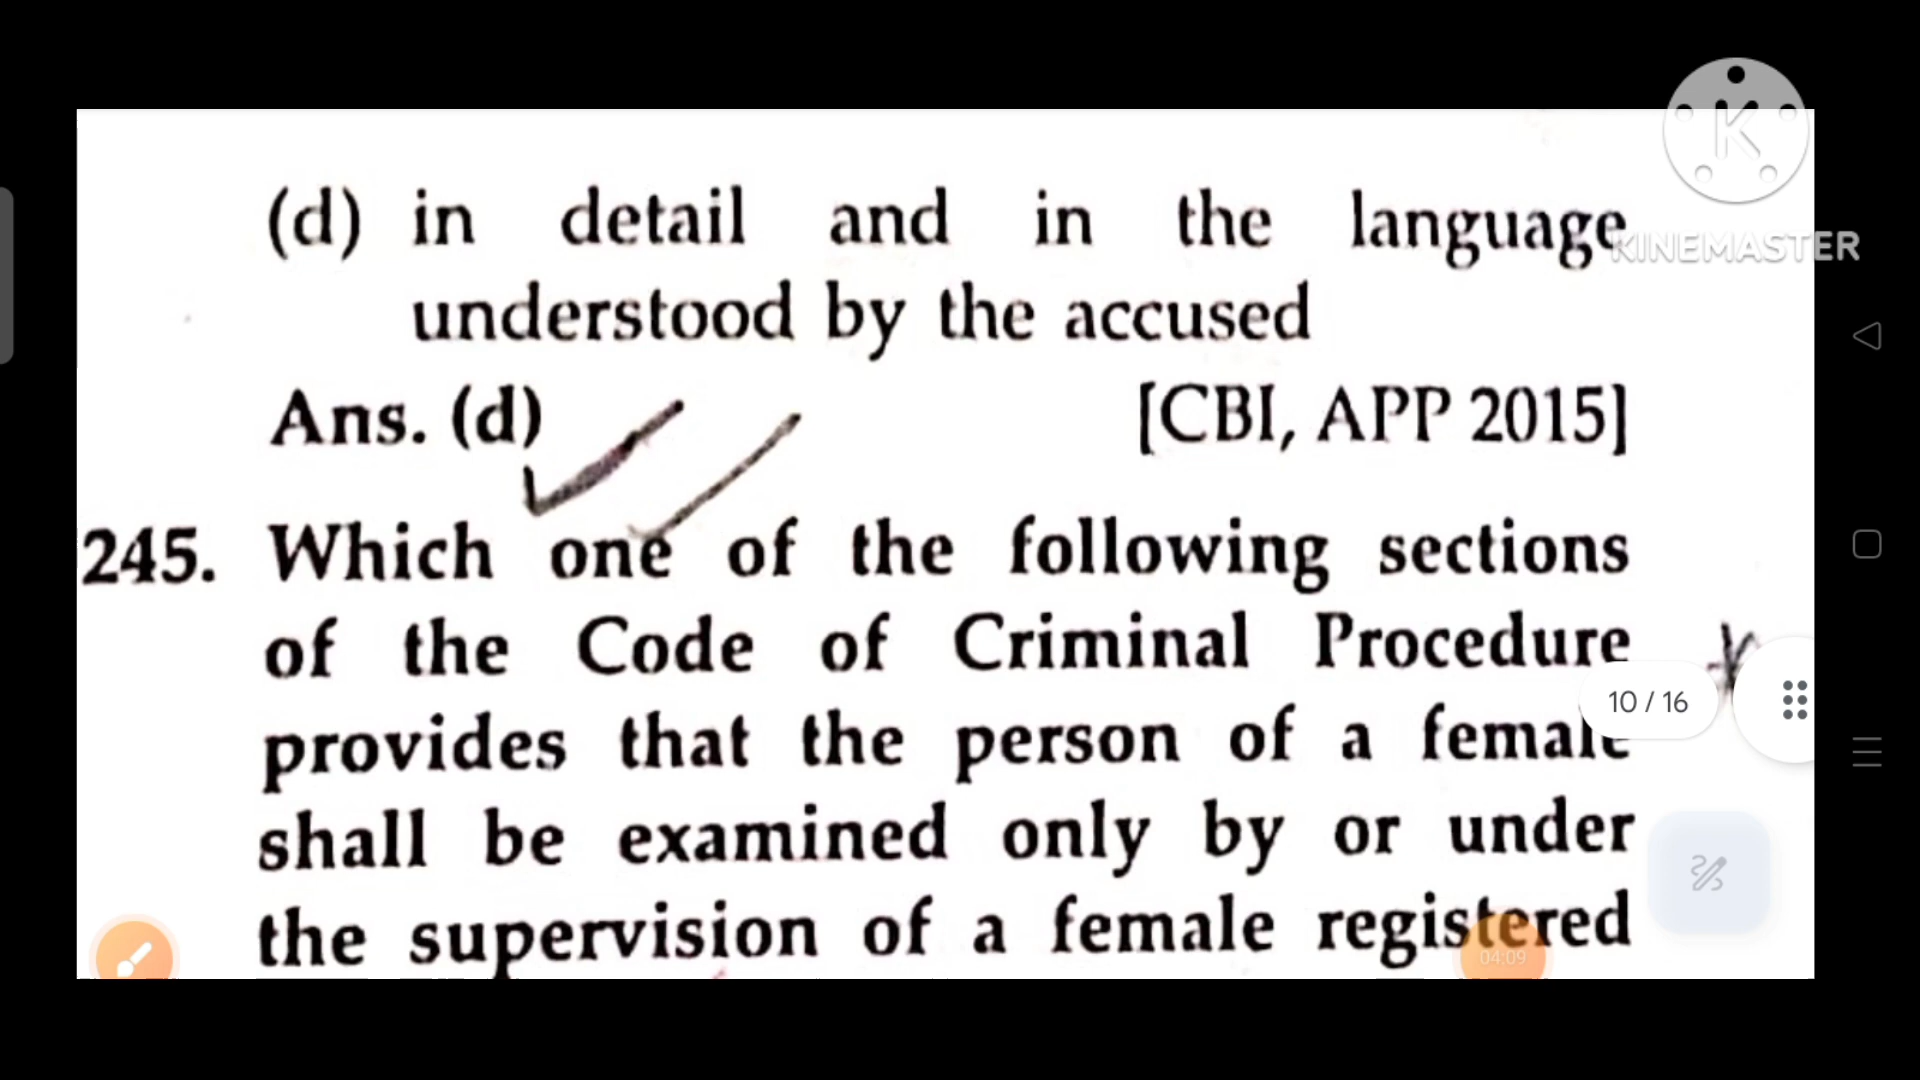 (d) in detail and in the language
understood by the accused
Ans. (d) [CBI, APP 2015]
245. Which one of the following sections
of the Code of Criminal Procedure
provides that the person of a female
shall be examined only by or under
the supervision of a female registered
K
KINEMASTER
10 / 16
04:09